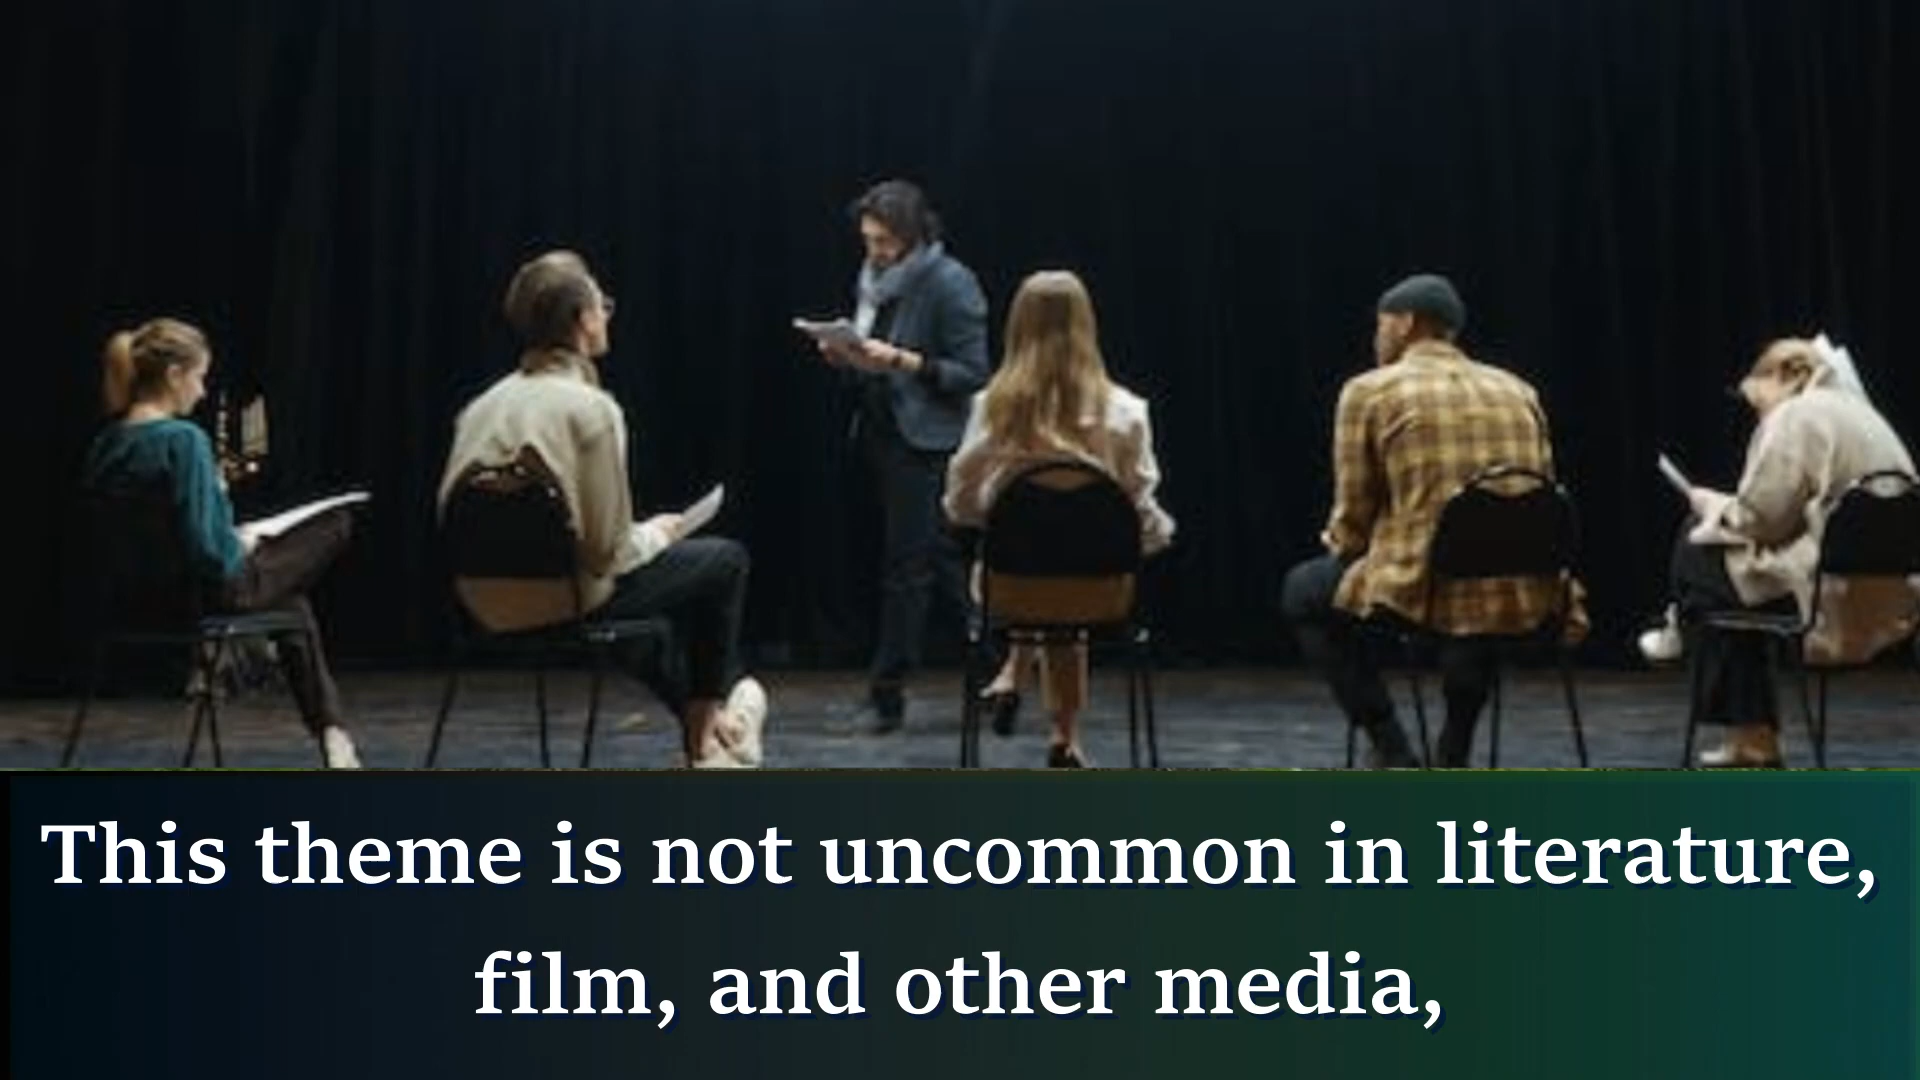 This theme is not uncommon in literature,
film, and other media,